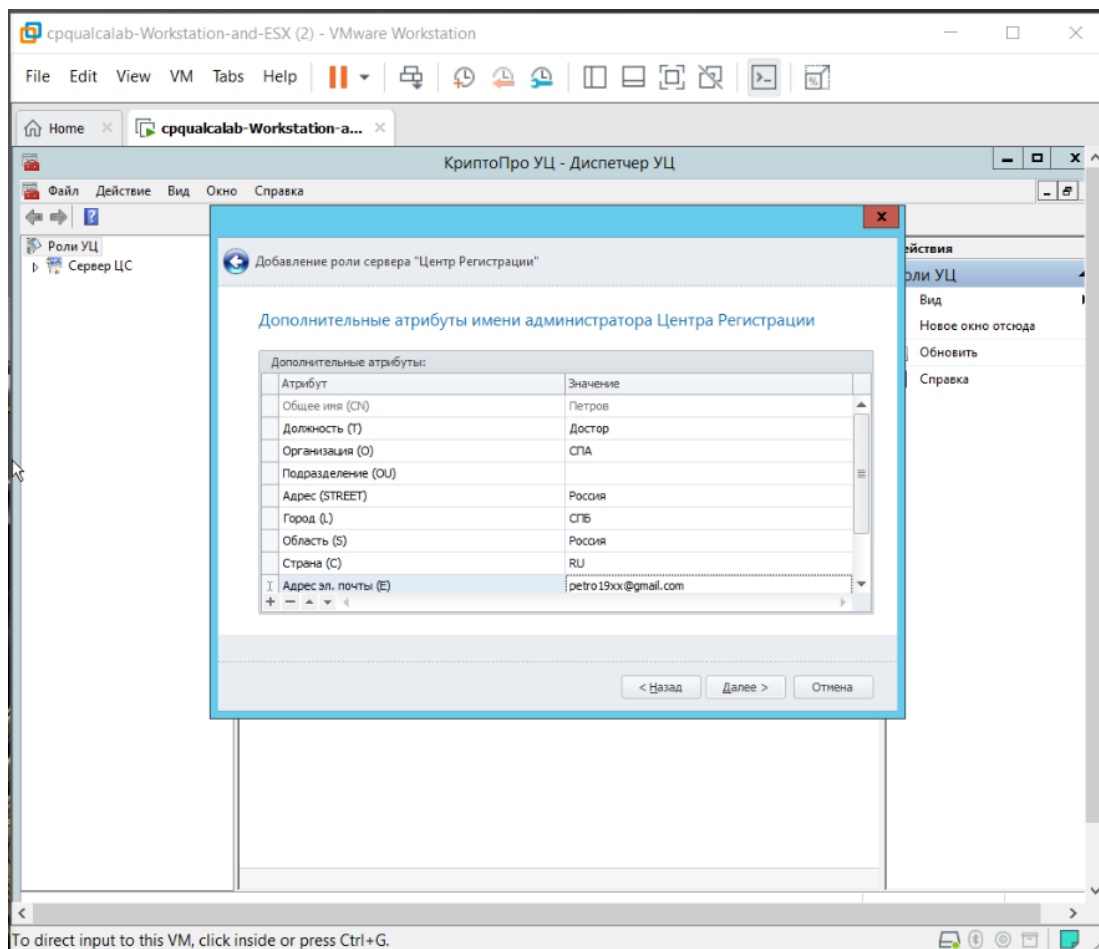 cpqualcalab-Workstation-and-ESX (2) - VMware Workstation
File Edit View VM Tabs Help
Home
cpqualcalab-Workstation-a...
КриптоПро УЦ - Диспетчер УЦ
Файл Действие Вид Окно Справка
Роли УЦ
Сервер ЦС
Добавление роли сервера "Центр Регистрации"
Дополнительные атрибуты имени администратора Центра Регистрации
Дополнительные атрибуты:
Атрибут Значение
Общее имя (CN) Петров
Должность (T) Достор
Организация (O) СПА
Подразделение (OU)
Адрес (STREET) Россия
Город (L) СПБ
Область (S) Россия
Страна (C) RU
Адрес эл. почты (E) petro19xx@gmail.com
< Назад Далее > Отмена
ействия
оли УЦ
Вид
Новое окно отсюда
Обновить
Справка
To direct input to this VM, click inside or press Ctrl+G.